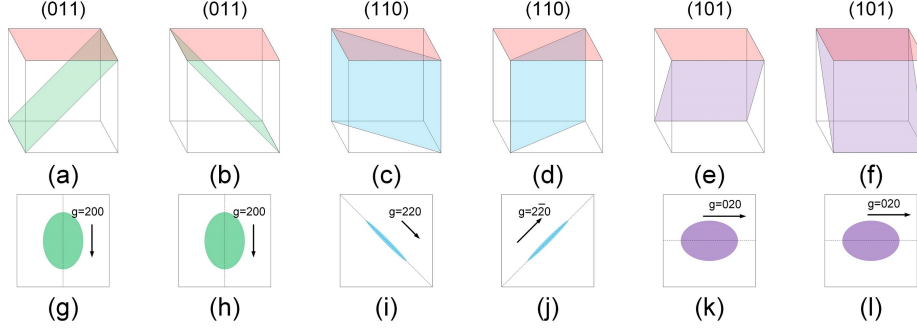 (011) (011) (110) (110) (101) (101)
(a) (b) (c) (d) (e) (f)
g=200 g=200 g=220 g=22̅0 g=020 g=020
(g) (h) (i) (j) (k) (l)